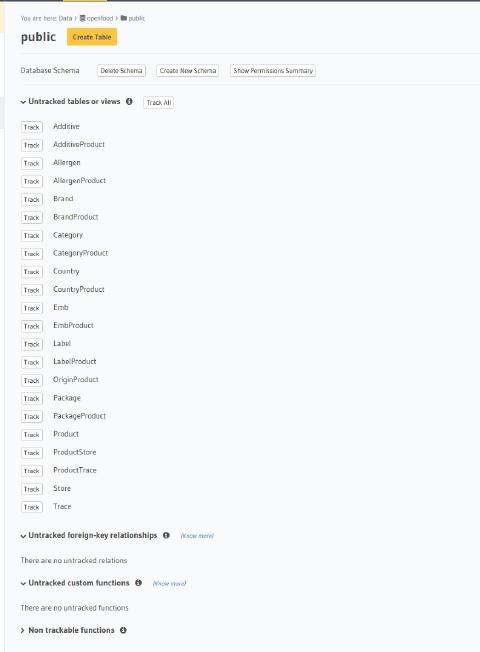 You are here: Data > openfood > public
public Create Table
Database Schema Delete Schema Create New Schema Show Permissions Summary
Untracked tables or views Track All
Track Additive
Track AdditiveProduct
Track Allergen
Track AllergenProduct
Track Brand
Track BrandProduct
Track Category
Track CategoryProduct
Track Country
Track CountryProduct
Track Emb
Track EmbProduct
Track Label
Track LabelProduct
Track OriginProduct
Track Package
Track PackageProduct
Track Product
Track ProductStore
Track ProductTrace
Track Store
Track Trace
Untracked foreign-key relationships (Know more)
There are no untracked relations
Untracked custom functions (Know more)
There are no untracked functions
Non trackable functions